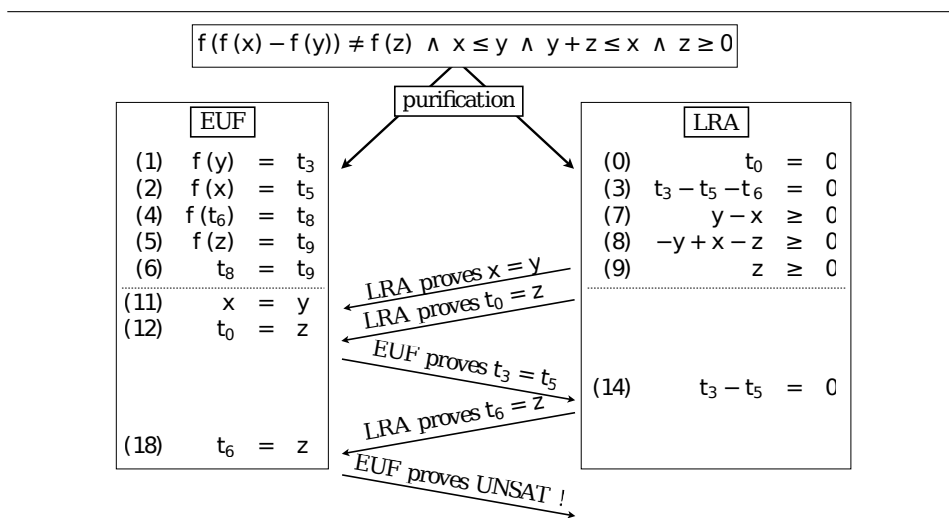 f(f(x) − f(y)) ≠ f(z) ∧ x ≤ y ∧ y + z ≤ x ∧ z ≥ 0
purification
EUF
(1) f(y) = t₃
(2) f(x) = t₅
(4) f(t₆) = t₈
(5) f(z) = t₉
(6) t₈ = t₉
(11) x = y
(12) t₀ = z
(18) t₆ = z
LRA proves x = y
LRA proves t₀ = z
EUF proves t₃ = t₅
LRA proves t₆ = z
EUF proves UNSAT !
LRA
(0) t₀ = 0
(3) t₃ − t₅ − t₆ = 0
(7) y − x ≥ 0
(8) −y + x − z ≥ 0
(9) z ≥ 0
(14) t₃ − t₅ = 0